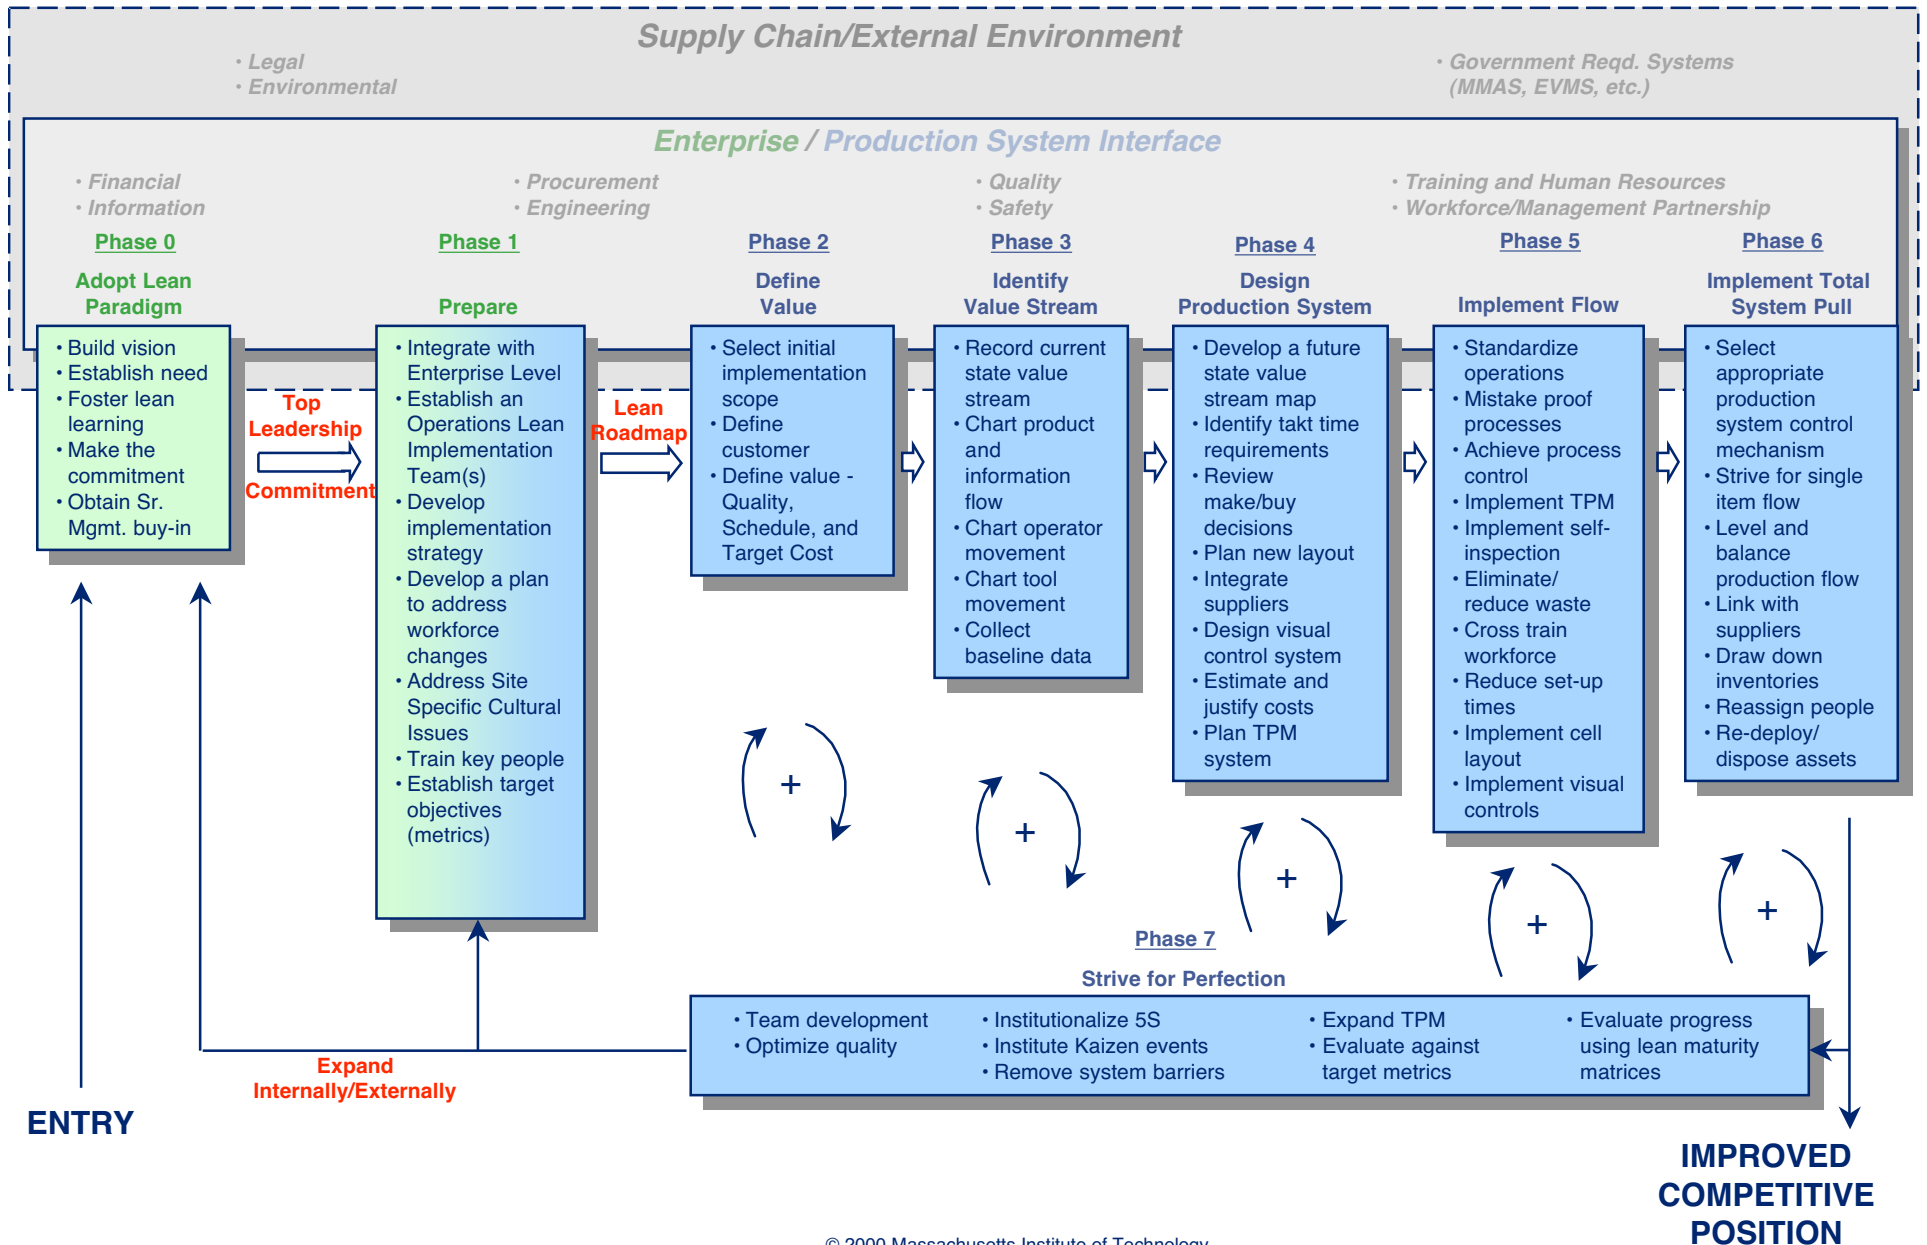 Supply Chain/External Environment
• Legal
• Environmental
• Government Reqd. Systems
(MMAS, EVMS, etc.)
Enterprise / Production System Interface
• Financial
• Information
• Procurement
• Engineering
• Quality
• Safety
• Training and Human Resources
• Workforce/Management Partnership
Phase 0
Adopt Lean
Paradigm
• Build vision
• Establish need
• Foster lean
learning
• Make the
commitment
• Obtain Sr.
Mgmt. buy-in
Top
Leadership
Commitment
Phase 1
Prepare
• Integrate with
Enterprise Level
• Establish an
Operations Lean
Implementation
Team(s)
• Develop
implementation
strategy
• Develop a plan
to address
workforce
changes
• Address Site
Specific Cultural
Issues
• Train key people
• Establish target
objectives
(metrics)
Lean
Roadmap
Phase 2
Define
Value
• Select initial
implementation
scope
• Define
customer
• Define value -
Quality,
Schedule, and
Target Cost
Phase 3
Identify
Value Stream
• Record current
state value
stream
• Chart product
and
information
flow
• Chart operator
movement
• Chart tool
movement
• Collect
baseline data
Phase 4
Design
Production System
• Develop a future
state value
stream map
• Identify takt time
requirements
• Review
make/buy
decisions
• Plan new layout
• Integrate
suppliers
• Design visual
control system
• Estimate and
justify costs
• Plan TPM
system
Phase 5
Implement Flow
• Standardize
operations
• Mistake proof
processes
• Achieve process
control
• Implement TPM
• Implement self-
inspection
• Eliminate/
reduce waste
• Cross train
workforce
• Reduce set-up
times
• Implement cell
layout
• Implement visual
controls
Phase 6
Implement Total
System Pull
• Select
appropriate
production
system control
mechanism
• Strive for single
item flow
• Level and
balance
production flow
• Link with
suppliers
• Draw down
inventories
• Reassign people
• Re-deploy/
dispose assets
+
+
+
+
+
Phase 7
Strive for Perfection
• Team development
• Optimize quality
• Institutionalize 5S
• Institute Kaizen events
• Remove system barriers
• Expand TPM
• Evaluate against
target metrics
• Evaluate progress
using lean maturity
matrices
Expand
Internally/Externally
ENTRY
IMPROVED
COMPETITIVE
POSITION
© 2000 Massachusetts Institute of Technology